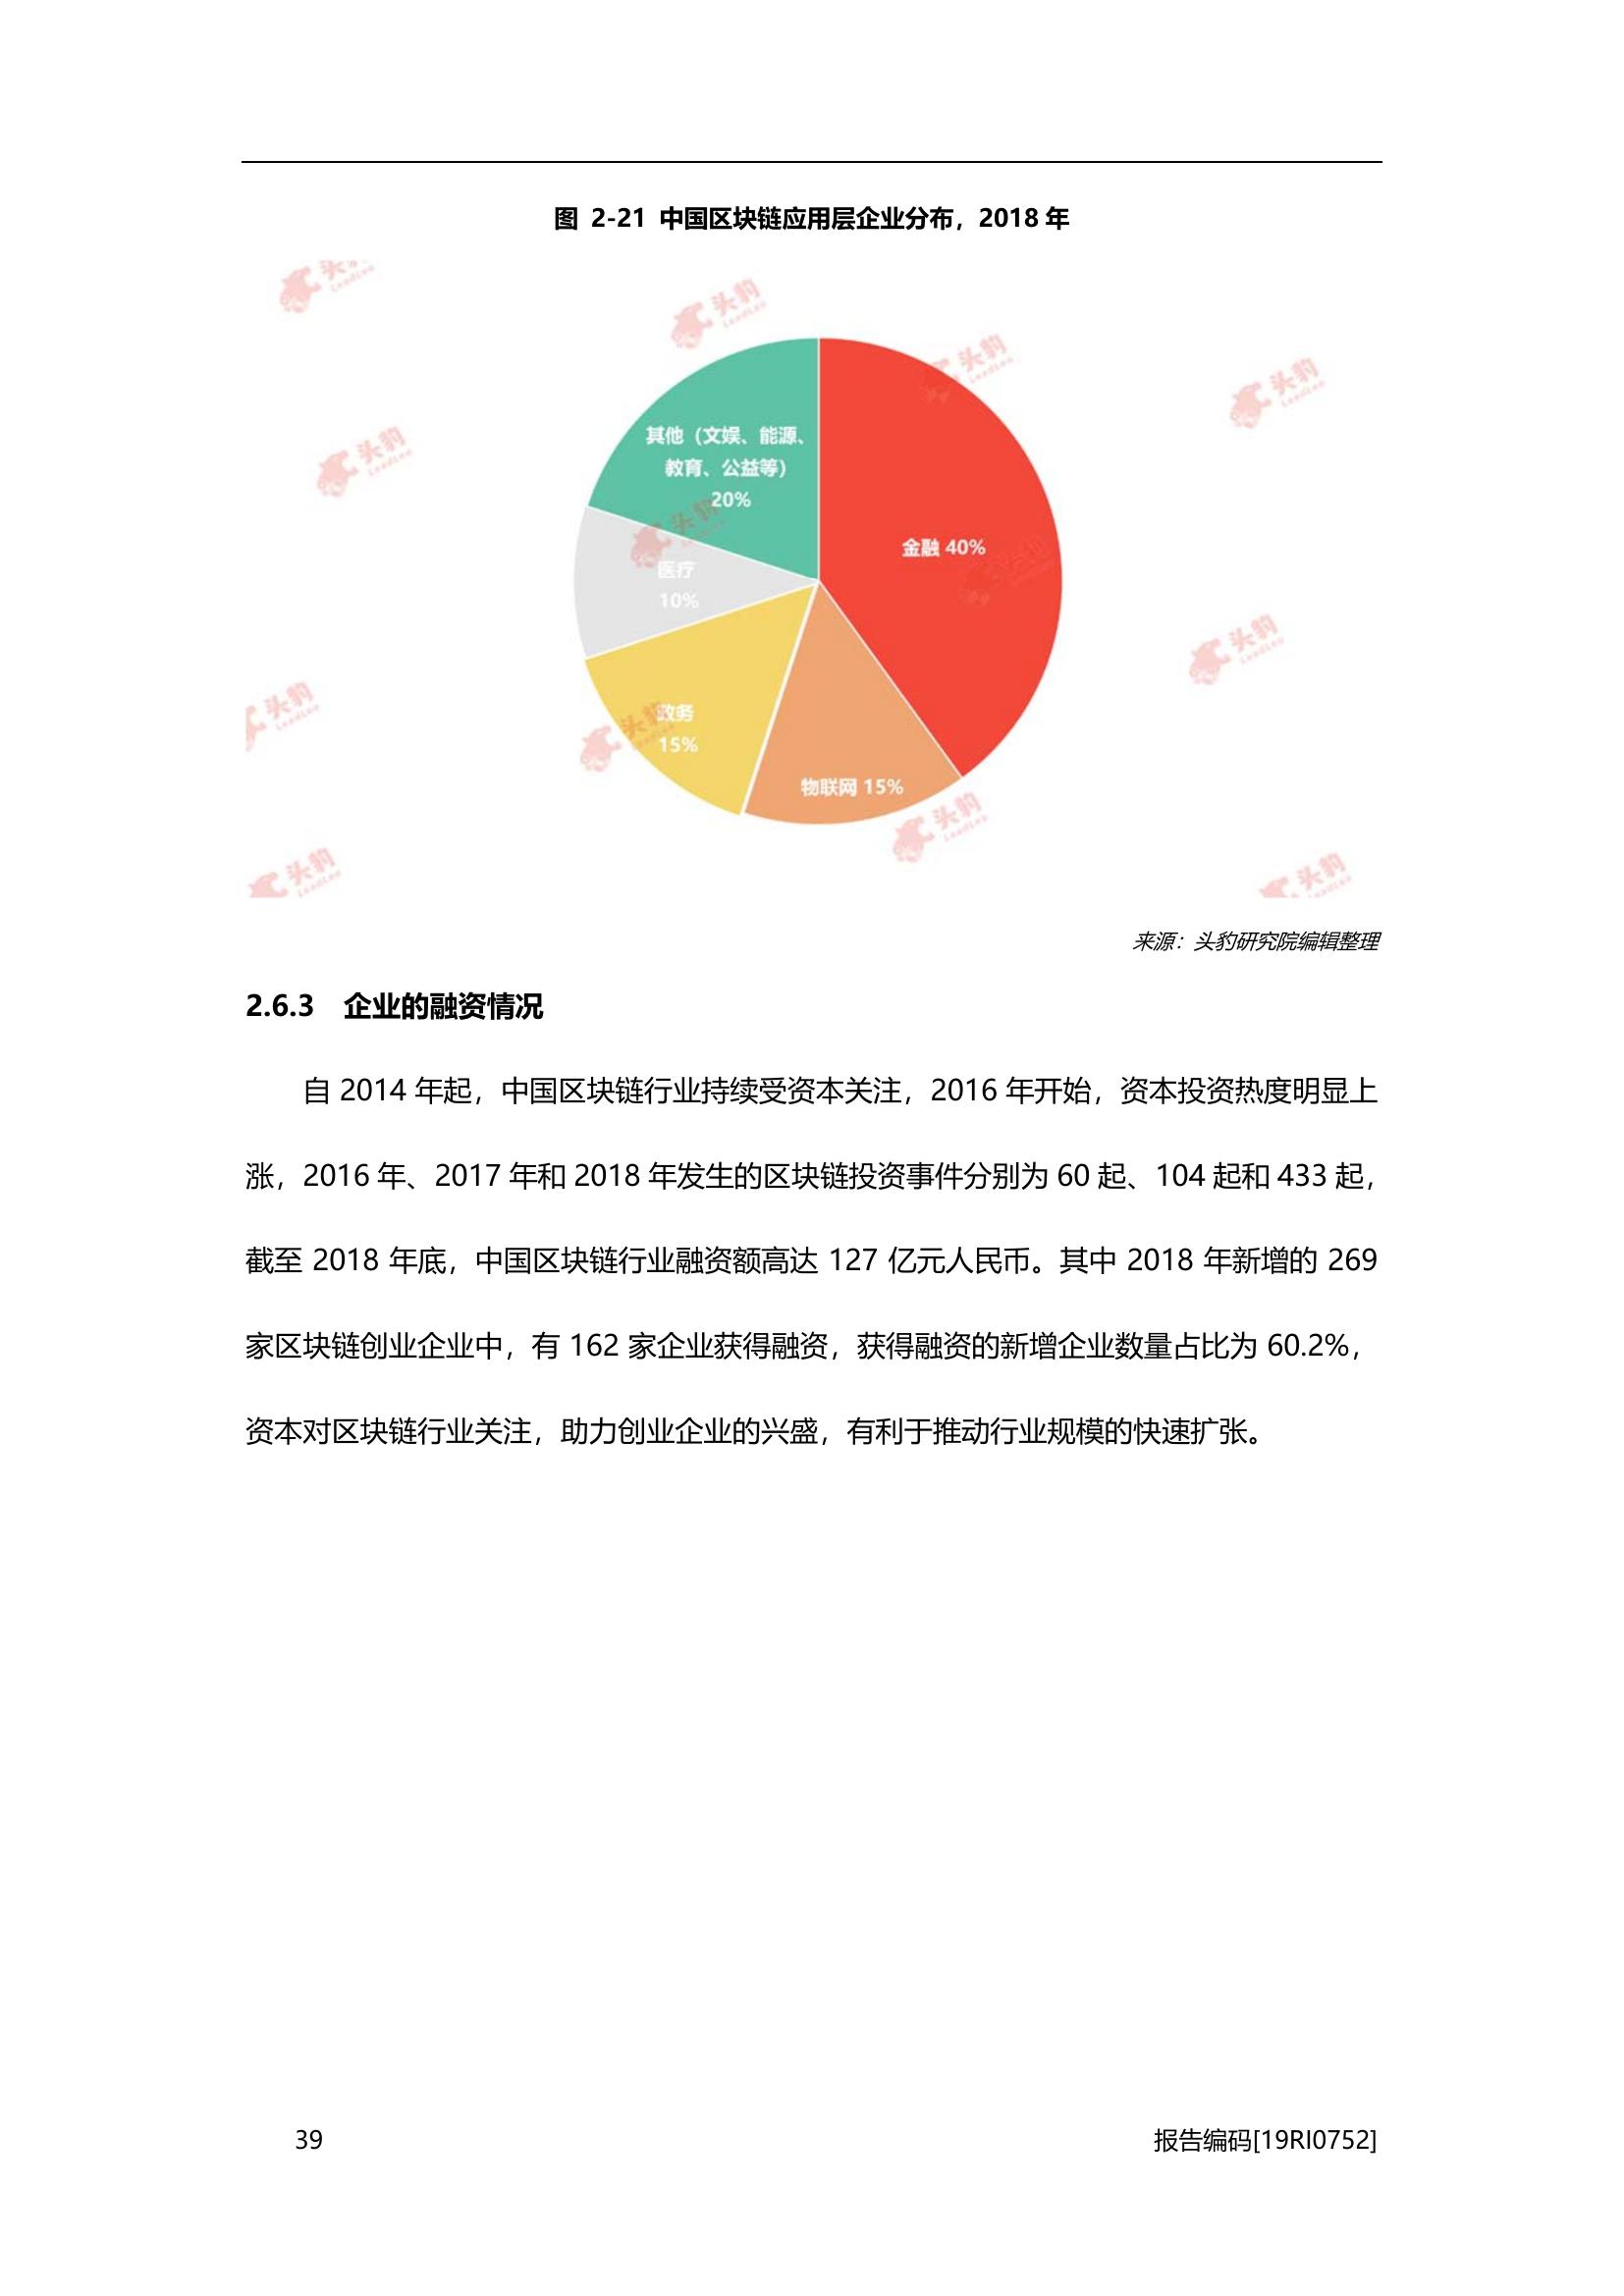 图 2-21 中国区块链应用层企业分布，2018 年
头豹
LeadLeo
其他（文娱、能源、
教育、公益等）
20%
金融 40%
医疗
10%
政务
15%
物联网 15%
来源：头豹研究院编辑整理
2.6.3 企业的融资情况
自 2014 年起，中国区块链行业持续受资本关注，2016 年开始，资本投资热度明显上
涨，2016 年、2017 年和 2018 年发生的区块链投资事件分别为 60 起、104 起和 433 起，
截至 2018 年底，中国区块链行业融资额高达 127 亿元人民币。其中 2018 年新增的 269
家区块链创业企业中，有 162 家企业获得融资，获得融资的新增企业数量占比为 60.2%，
资本对区块链行业关注，助力创业企业的兴盛，有利于推动行业规模的快速扩张。
39
报告编码[19RI0752]